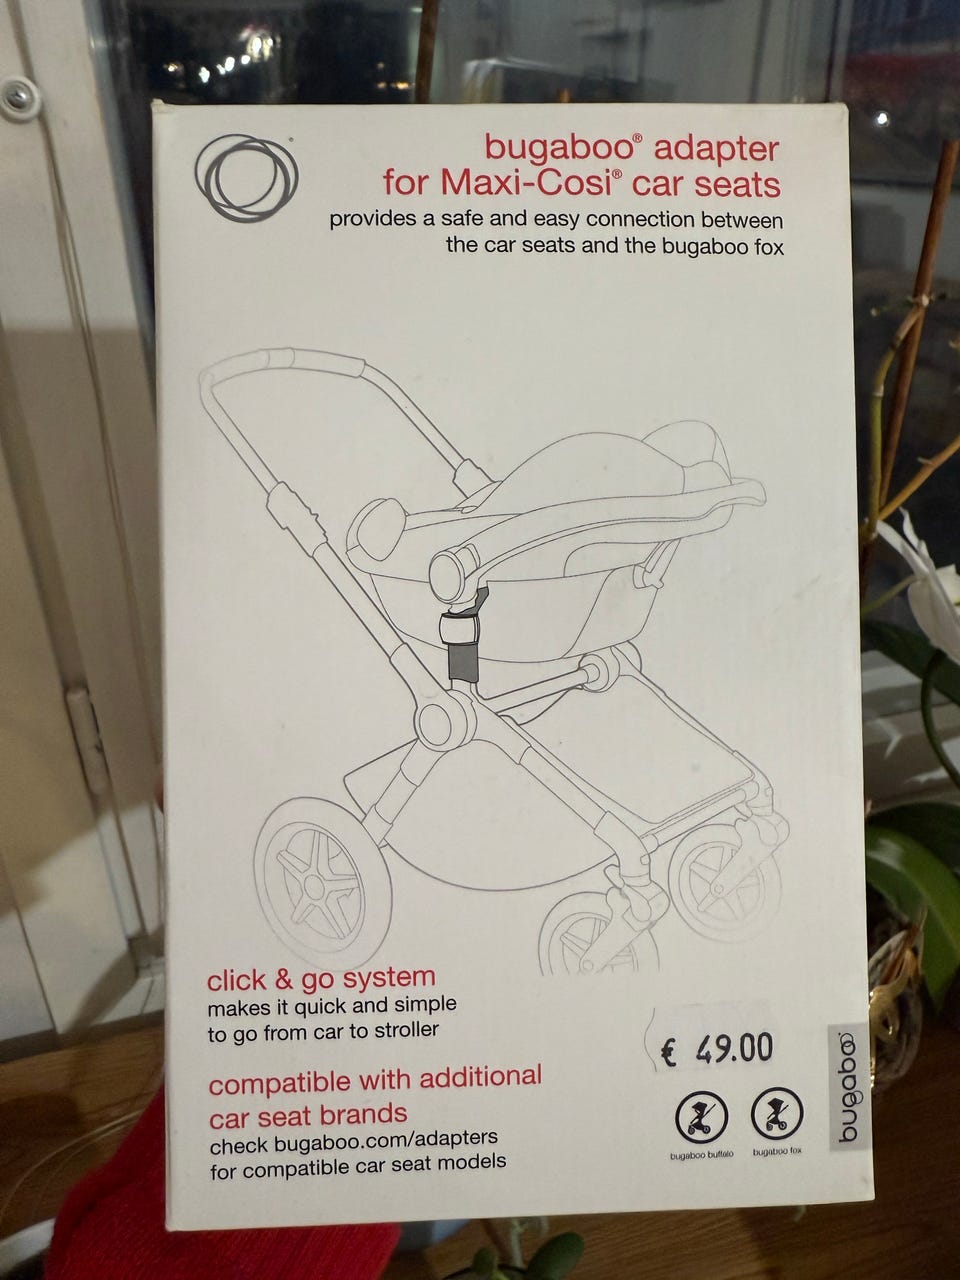 bugaboo® adapter
for Maxi-Cosi® car seats
provides a safe and easy connection between
the car seats and the bugaboo fox
click & go system
makes it quick and simple
to go from car to stroller
compatible with additional
car seat brands
check bugaboo.com/adapters
for compatible car seat models
€ 49.00
bugaboo buffalo
bugaboo fox
bugaboo